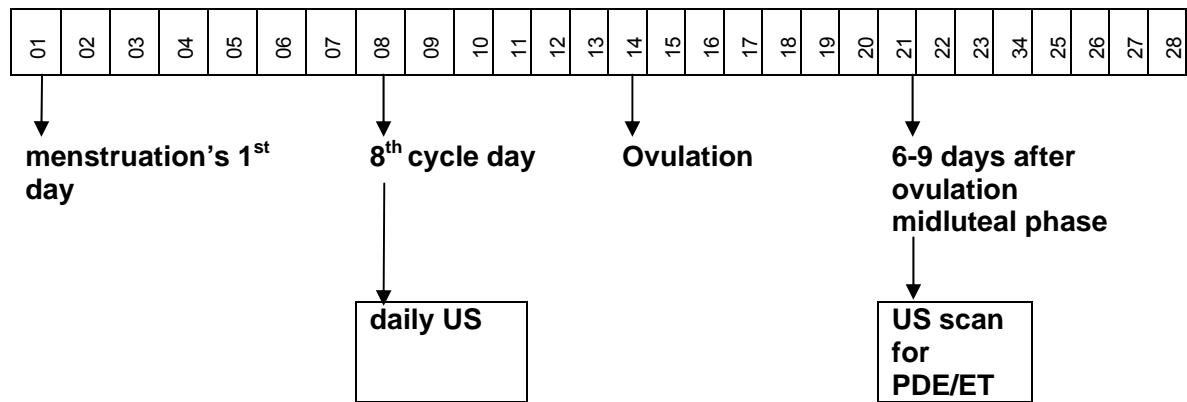 01 02 03 04 05 06 07 08 09 10 11 12 13 14 15 16 17 18 19 20 21 22 23 34 25 26 27 28
menstruation's 1st
day
8th cycle day
Ovulation
6-9 days after
ovulation
midluteal phase
daily US
US scan
for
PDE/ET